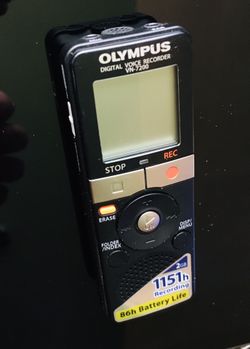 OLYMPUS
DIGITAL VOICE RECORDER
VN-7200
STOP
REC
ERASE
DISP/
MENU
FOLDER
/INDEX
2GB
1151h
Recording
86h Battery Life